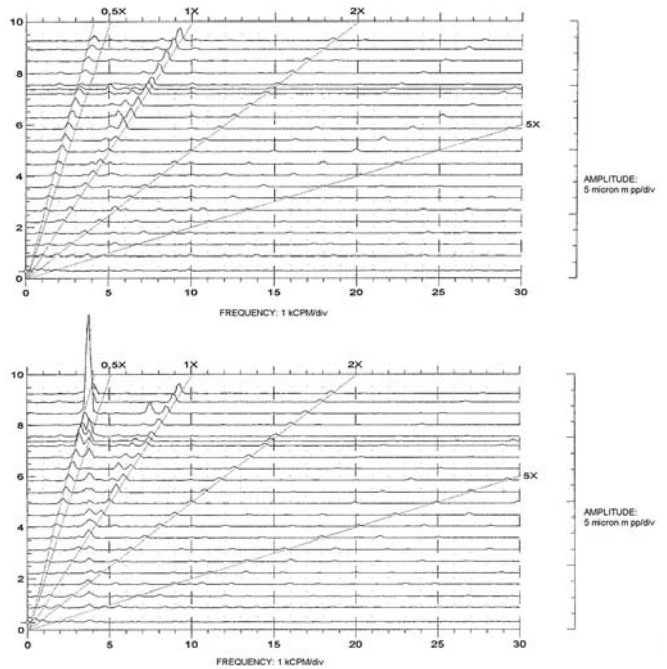 0.5X 1X 2X
10
8
6
5X
4
2
0
0 5 10 15 20 25 30
FREQUENCY: 1 kCPM/div
AMPLITUDE:
5 micron m pp/div
0.5X 1X 2X
10
8
6
5X
4
2
0
0 5 10 15 20 25 30
FREQUENCY: 1 kCPM/div
AMPLITUDE:
5 micron m pp/div